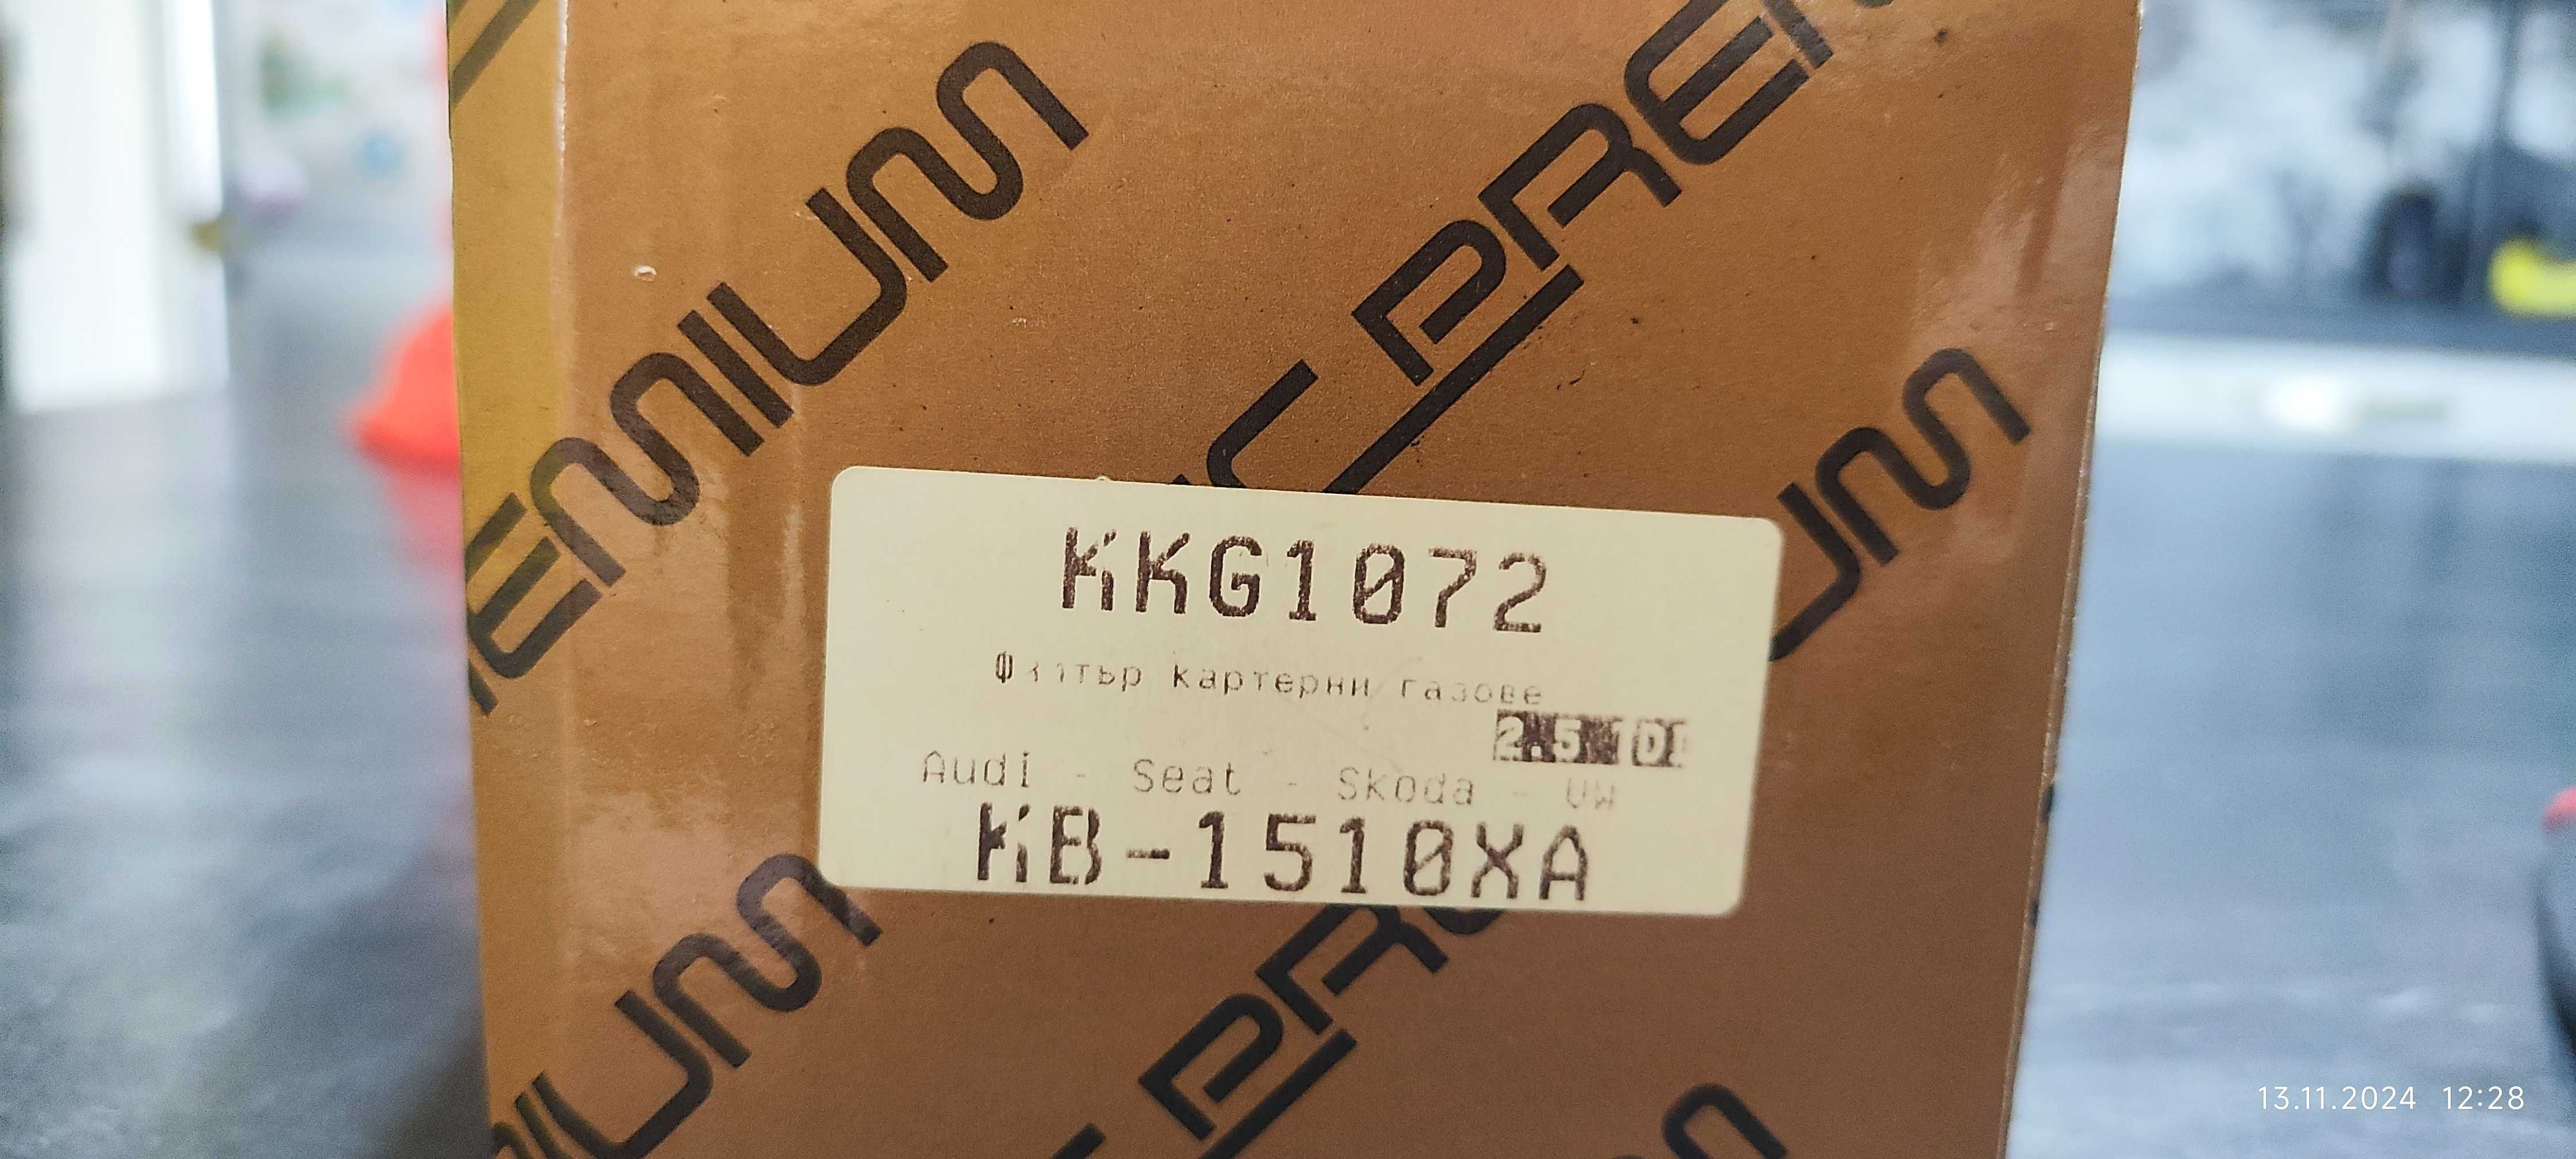 KKG1072
Филтър картерни газове
2.5 TDI
Audi - Seat - Skoda - VW
KB-1510XA
13.11.2024 12:28